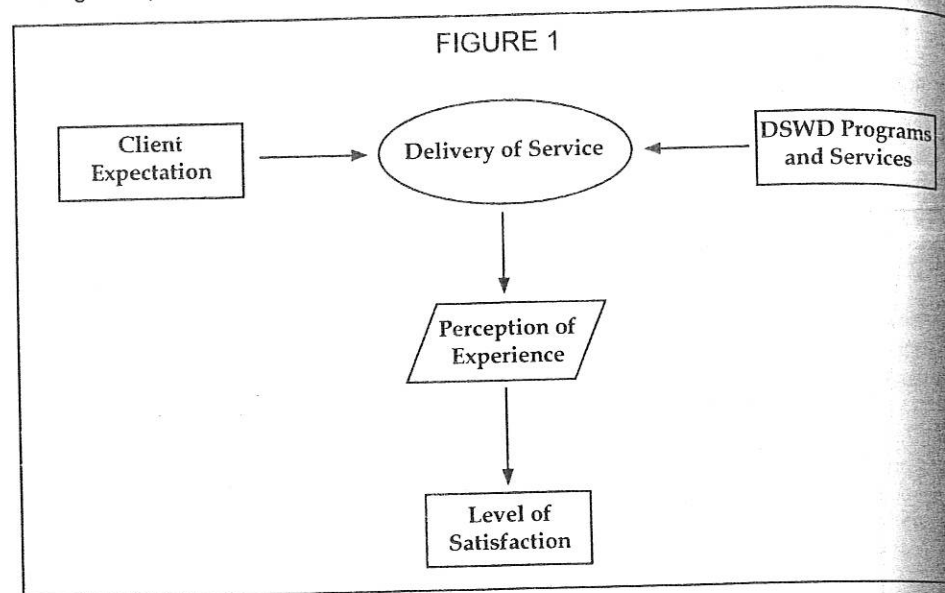 FIGURE 1
Client
Expectation
Delivery of Service
DSWD Programs
and Services
Perception of
Experience
Level of
Satisfaction